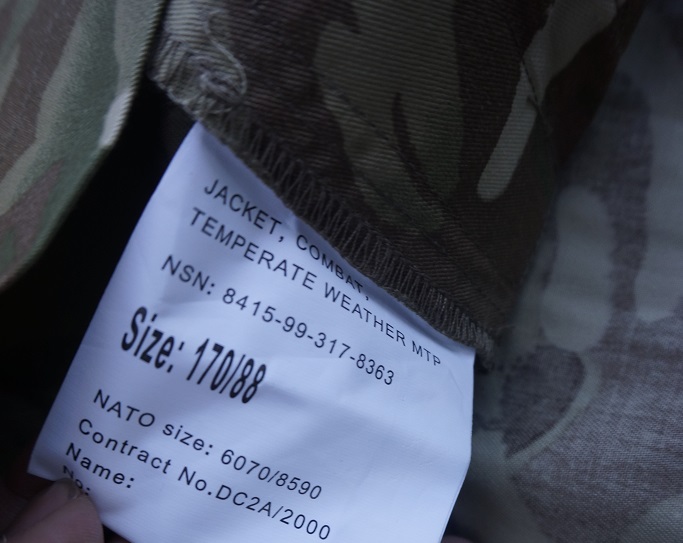 JACKET, COMBAT,
TEMPERATE WEATHER MTP
NSN: 8415-99-317-8363
Size: 170/88
NATO size: 6070/8590
Contract No.DC2A/2000
Name:
No: